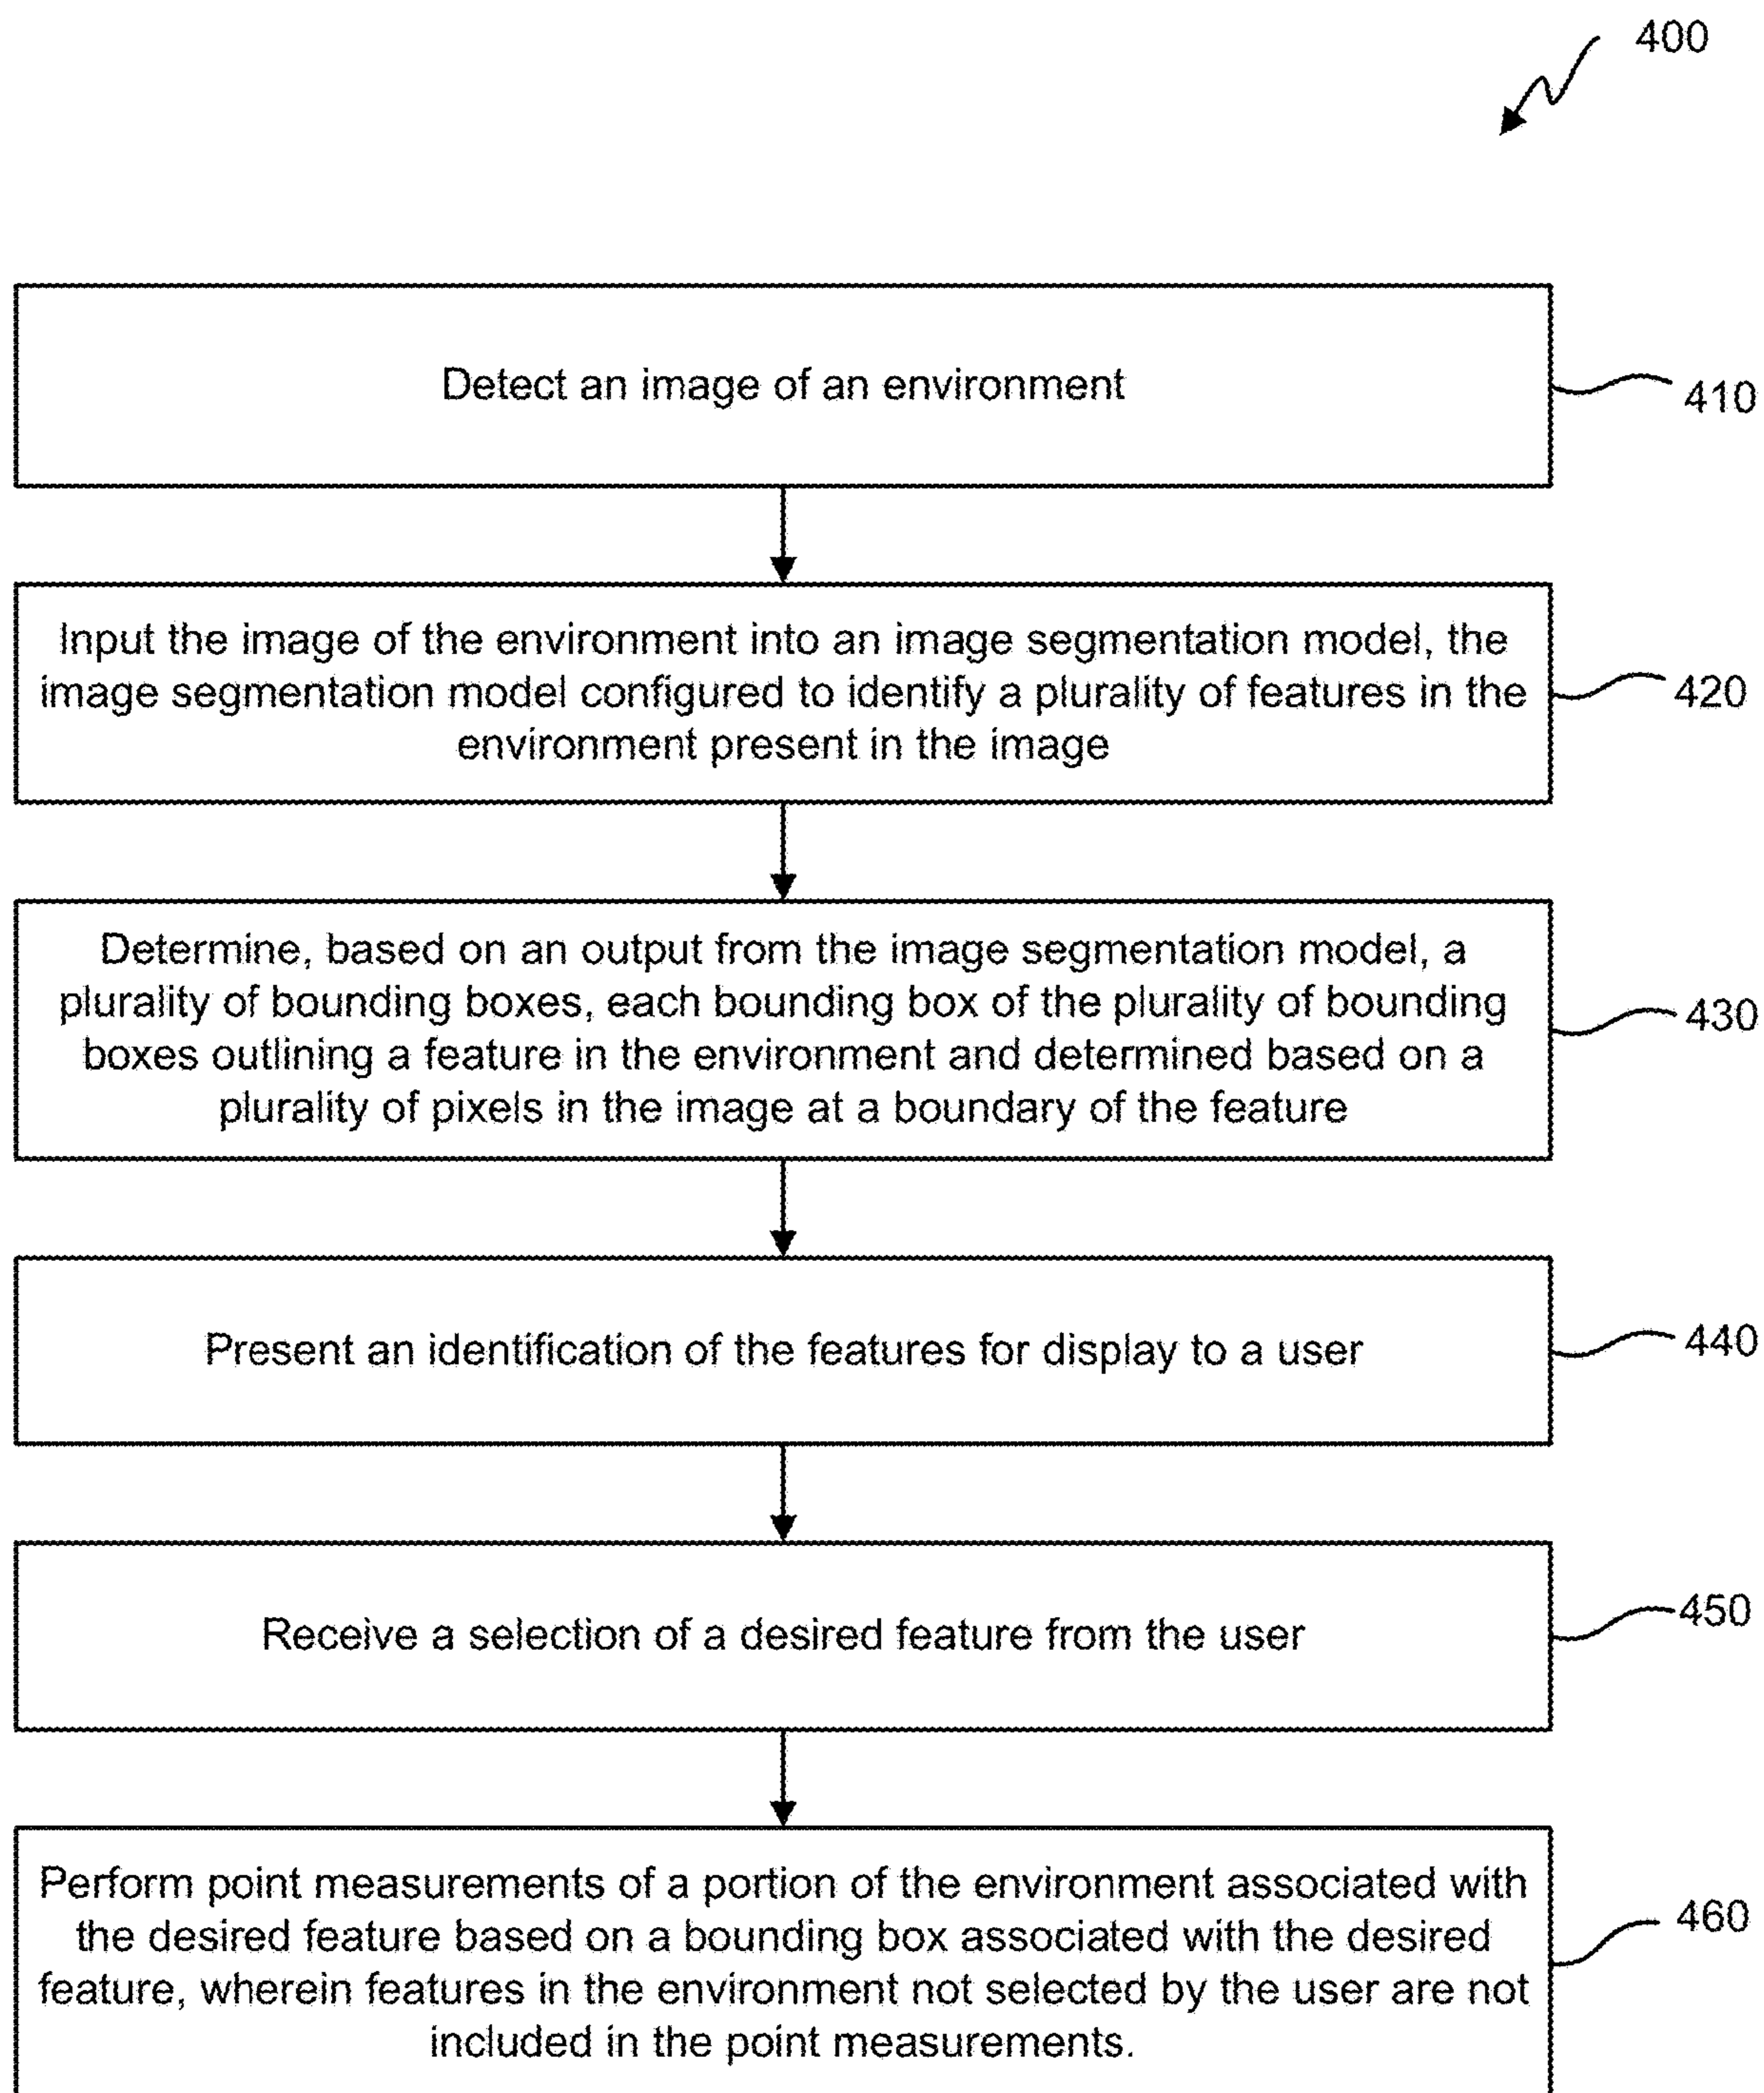 400
Detect an image of an environment
410
Input the image of the environment into an image segmentation model, the
image segmentation model configured to identify a plurality of features in the
environment present in the image
420
Determine, based on an output from the image segmentation model, a
plurality of bounding boxes, each bounding box of the plurality of bounding
boxes outlining a feature in the environment and determined based on a
plurality of pixels in the image at a boundary of the feature
430
Present an identification of the features for display to a user
440
Receive a selection of a desired feature from the user
450
Perform point measurements of a portion of the environment associated with
the desired feature based on a bounding box associated with the desired
feature, wherein features in the environment not selected by the user are not
included in the point measurements.
460